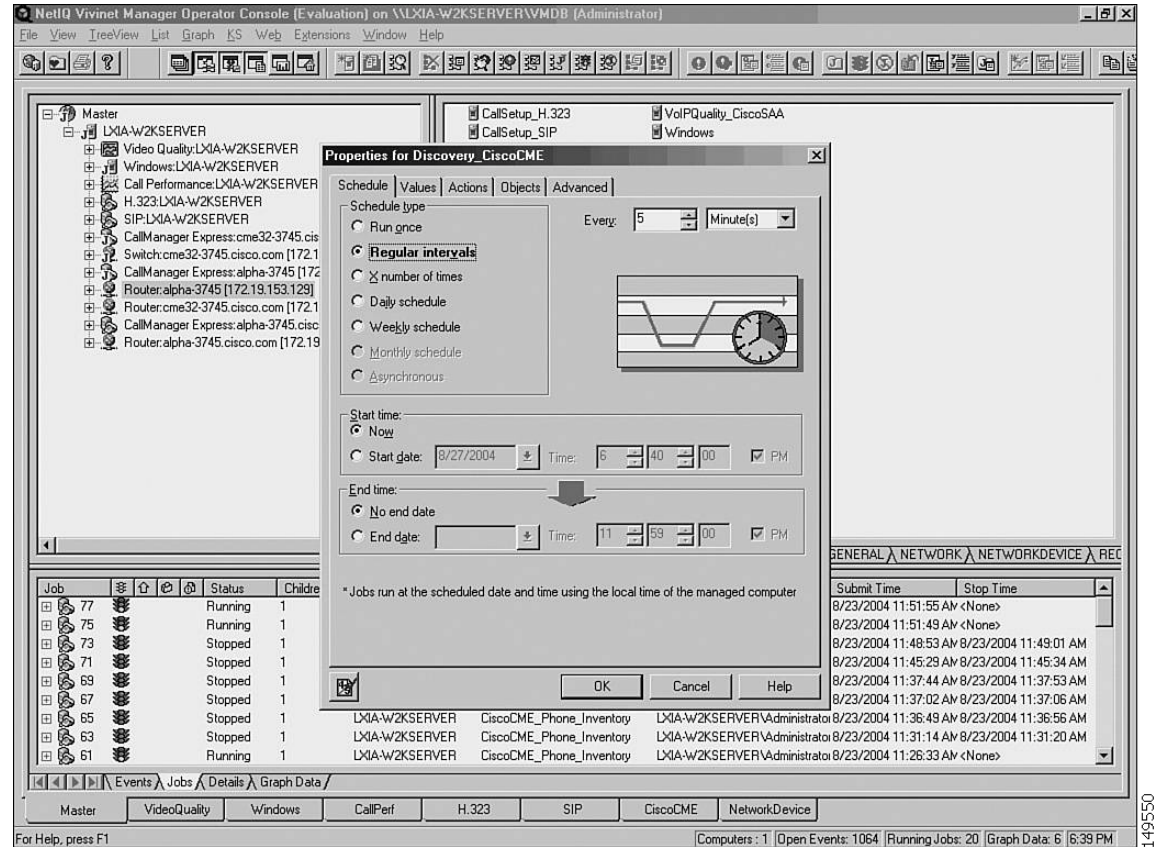 NetIQ Vivinet Manager Operator Console (Evaluation) on \\LXIA-W2KSERVER\VMDB (Administrator)
File View TreeView List Graph KS Web Extensions Window Help
Master
LXIA-W2KSERVER
Video Quality:LXIA-W2KSERVER
Windows:LXIA-W2KSERVER
Call Performance:LXIA-W2KSERVER
H.323:LXIA-W2KSERVER
SIP:LXIA-W2KSERVER
CallManager Express:cme32-3745.cis
Switch:cme32-3745.cisco.com [172.1
CallManager Express:alpha-3745 [172
Router:alpha-3745 [172.19.153.129]
Router:cme32-3745.cisco.com [172.1
CallManager Express:alpha-3745.cisc
Router:alpha-3745.cisco.com [172.19
CallSetup_H.323 VoIPQuality_CiscoSAA
CallSetup_SIP Windows
Properties for Discovery_CiscoCME
Schedule Values Actions Objects Advanced
Schedule type
Run once
Regular intervals
X number of times
Daily schedule
Weekly schedule
Monthly schedule
Asynchronous
Every: 5 Minute(s)
Start time:
Now
Start date: 8/27/2004 Time: 6 40 00 PM
End time:
No end date
End date: Time: 11 59 00 PM
* Jobs run at the scheduled date and time using the local time of the managed computer
OK Cancel Help
GENERAL NETWORK NETWORKDEVICE REC
Job Status Childre Submit Time Stop Time
77 Running 1 8/23/2004 11:51:55 AM <None>
75 Running 1 8/23/2004 11:51:49 AM <None>
73 Stopped 1 8/23/2004 11:48:53 AM 8/23/2004 11:49:01 AM
71 Stopped 1 8/23/2004 11:45:29 AM 8/23/2004 11:45:34 AM
69 Stopped 1 8/23/2004 11:37:44 AM 8/23/2004 11:37:53 AM
67 Stopped 1 8/23/2004 11:37:02 AM 8/23/2004 11:37:06 AM
65 Stopped 1 LXIA-W2KSERVER CiscoCME_Phone_Inventory LXIA-W2KSERVER\Administrator 8/23/2004 11:36:49 AM 8/23/2004 11:36:56 AM
63 Stopped 1 LXIA-W2KSERVER CiscoCME_Phone_Inventory LXIA-W2KSERVER\Administrator 8/23/2004 11:31:14 AM 8/23/2004 11:31:20 AM
61 Running 1 LXIA-W2KSERVER CiscoCME_Phone_Inventory LXIA-W2KSERVER\Administrator 8/23/2004 11:26:33 AM <None>
Events Jobs Details Graph Data
Master VideoQuality Windows CallPerf H.323 SIP CiscoCME NetworkDevice
For Help, press F1 Computers : 1 Open Events: 1064 Running Jobs: 20 Graph Data: 6 6:39 PM
149550